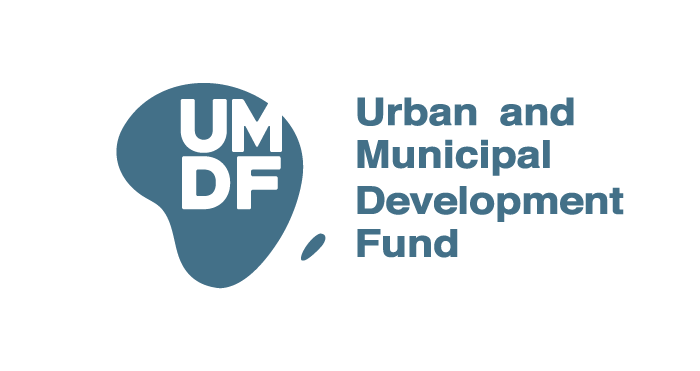 UM
DF
Urban and
Municipal
Development
Fund